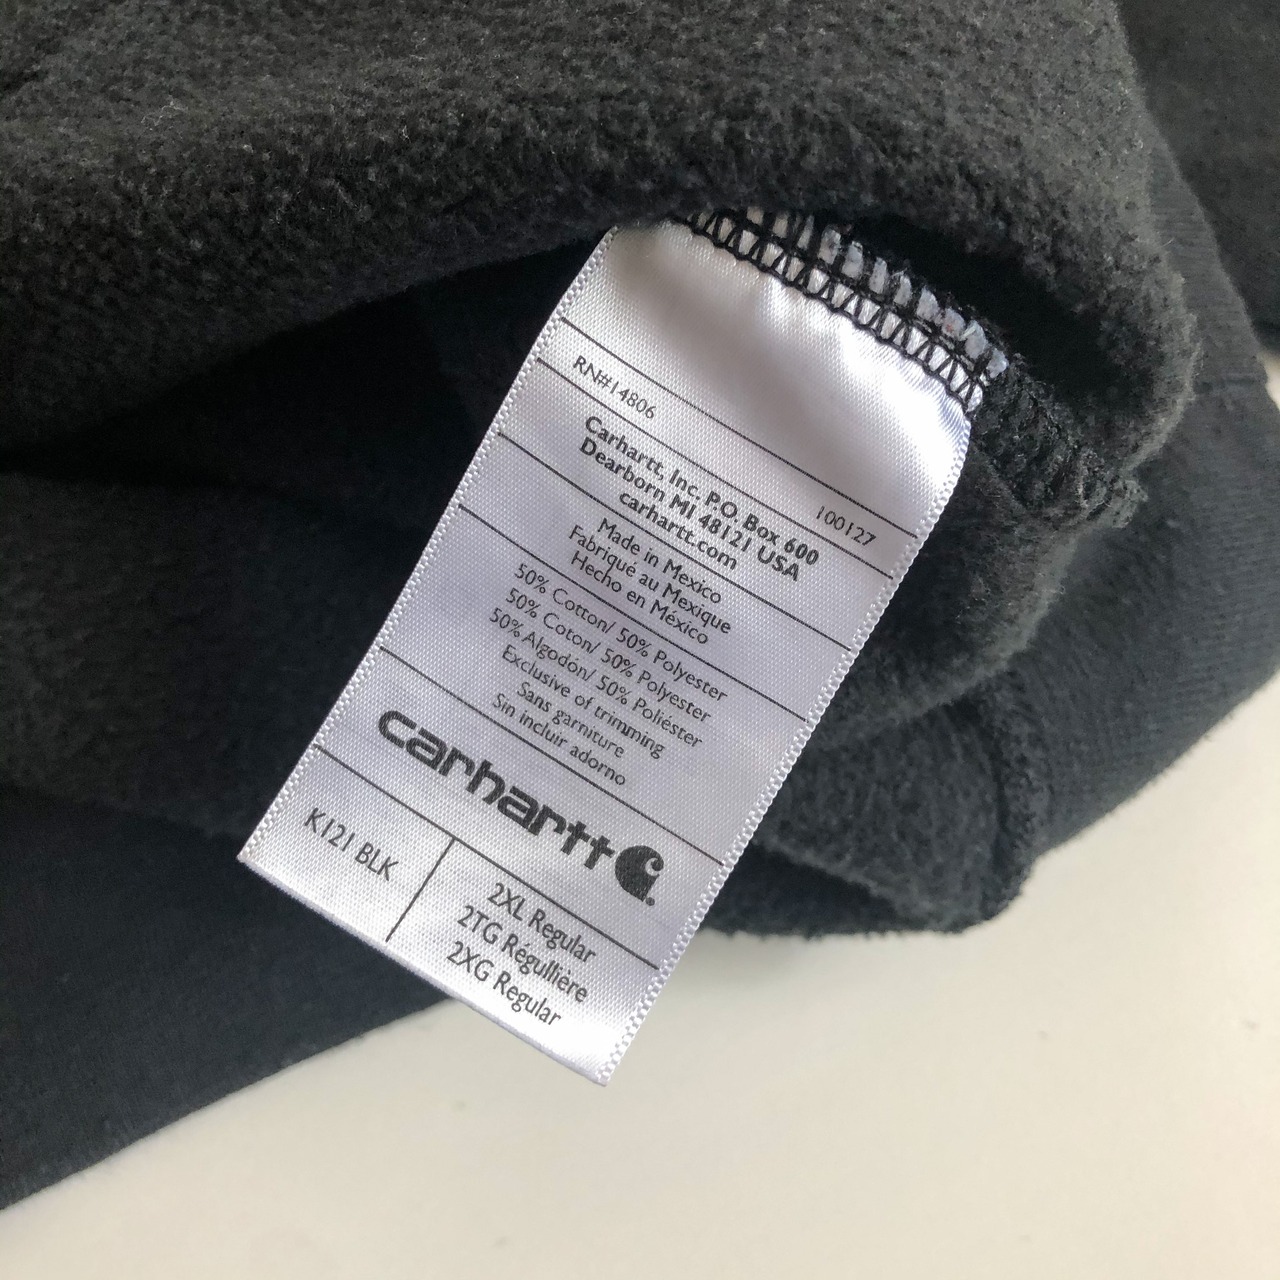 RN#14806 100127
Carhartt, Inc. P.O. Box 600
Dearborn MI 48121 USA
carhartt.com
Made in Mexico
Fabriqué au Mexique
Hecho en México
50% Cotton/ 50% Polyester
50% Coton/ 50% Polyester
50% Algodón/ 50% Poliéster
Exclusive of trimming
Sans garniture
Sin incluir adorno
carhartt
K121 BLK
2XL Regular
2TG Régullière
2XG Regular